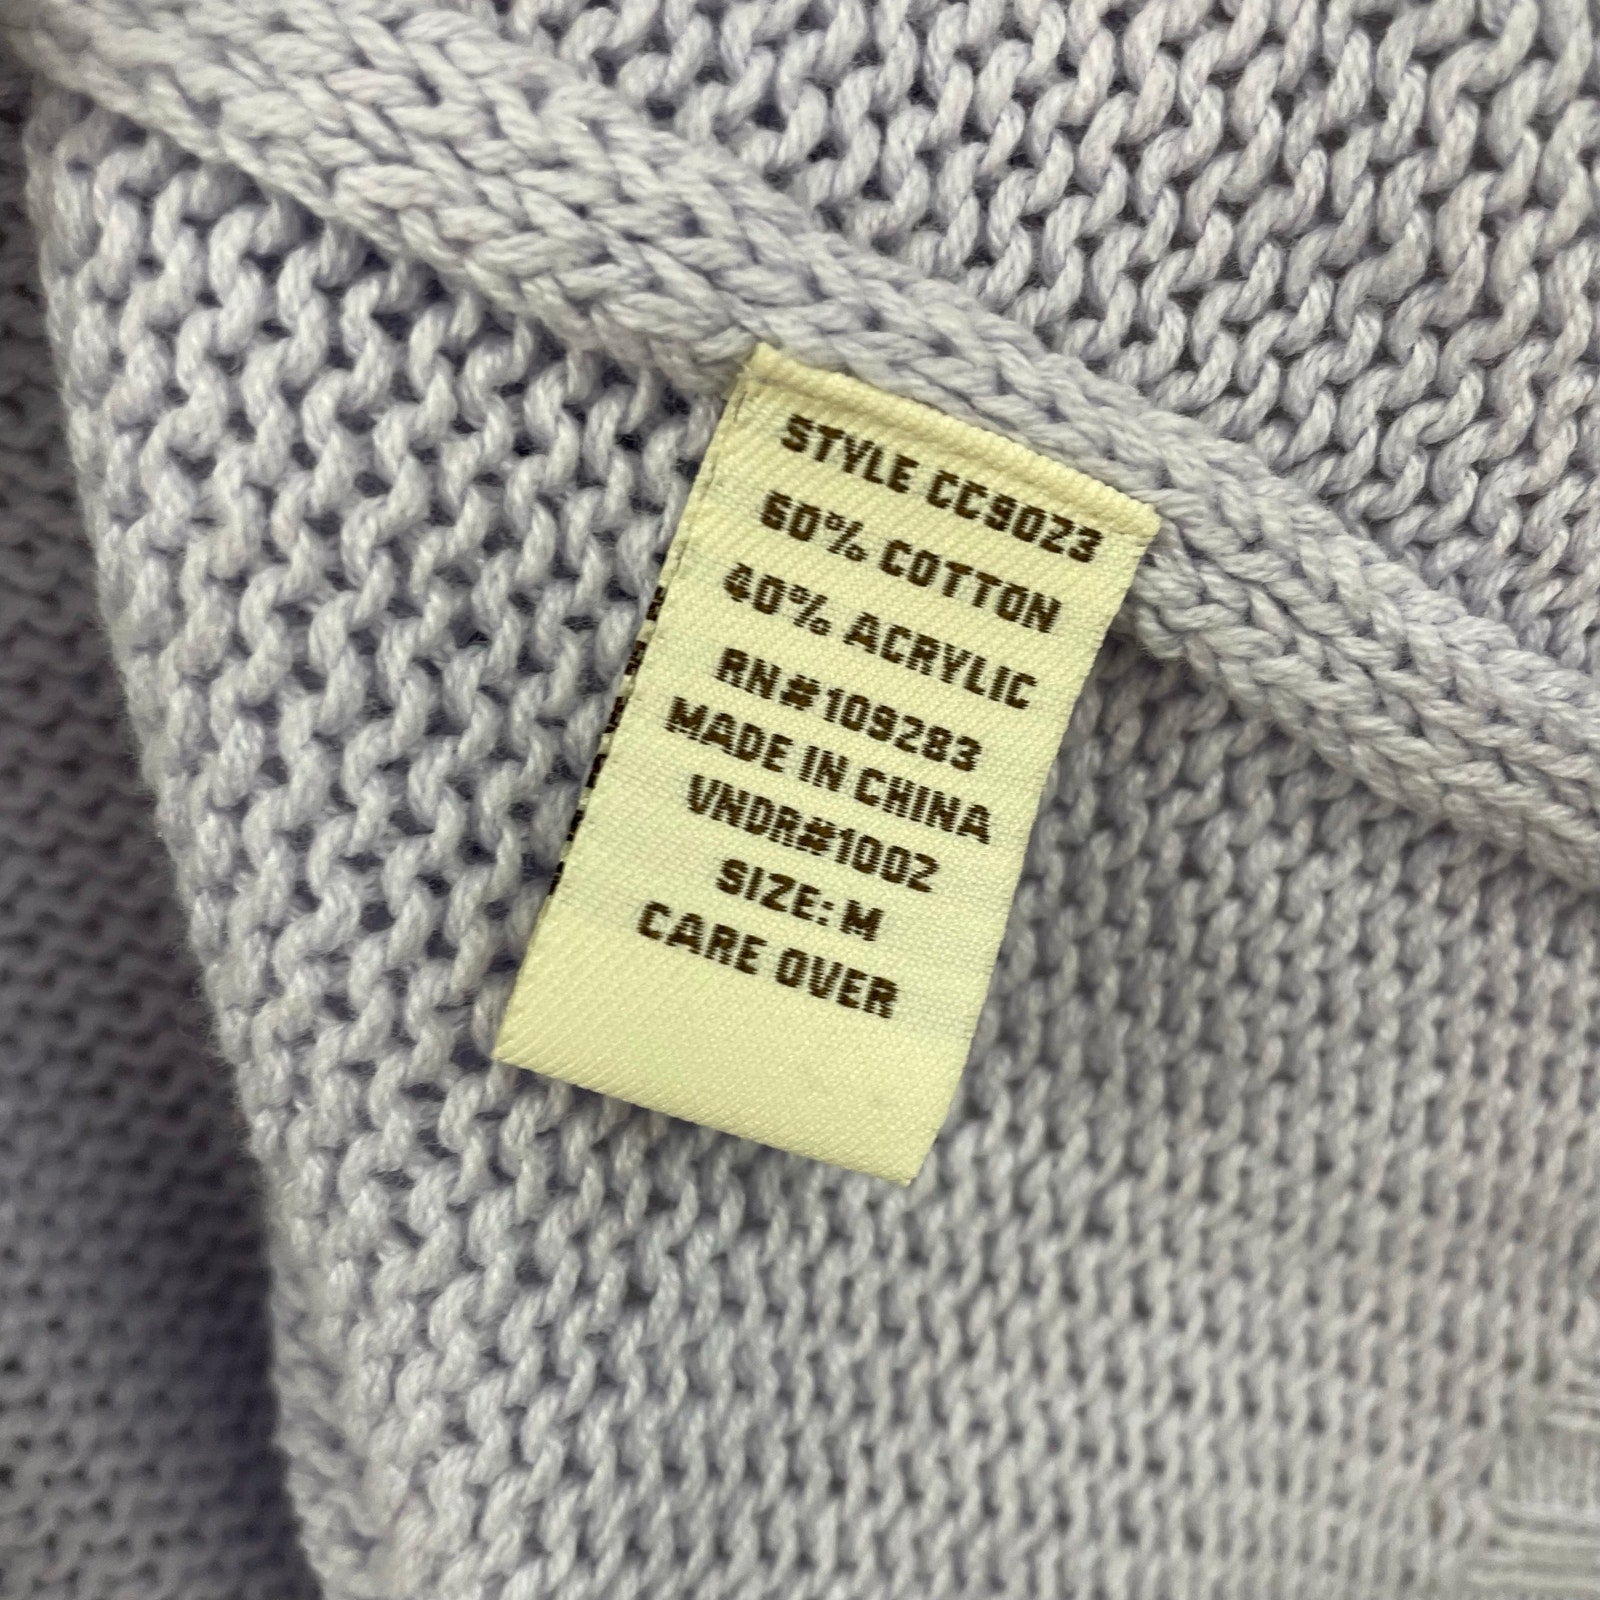 STYLE CC9023
60% COTTON
40% ACRYLIC
RN#109283
MADE IN CHINA
VNDR#1002
SIZE: M
CARE OVER